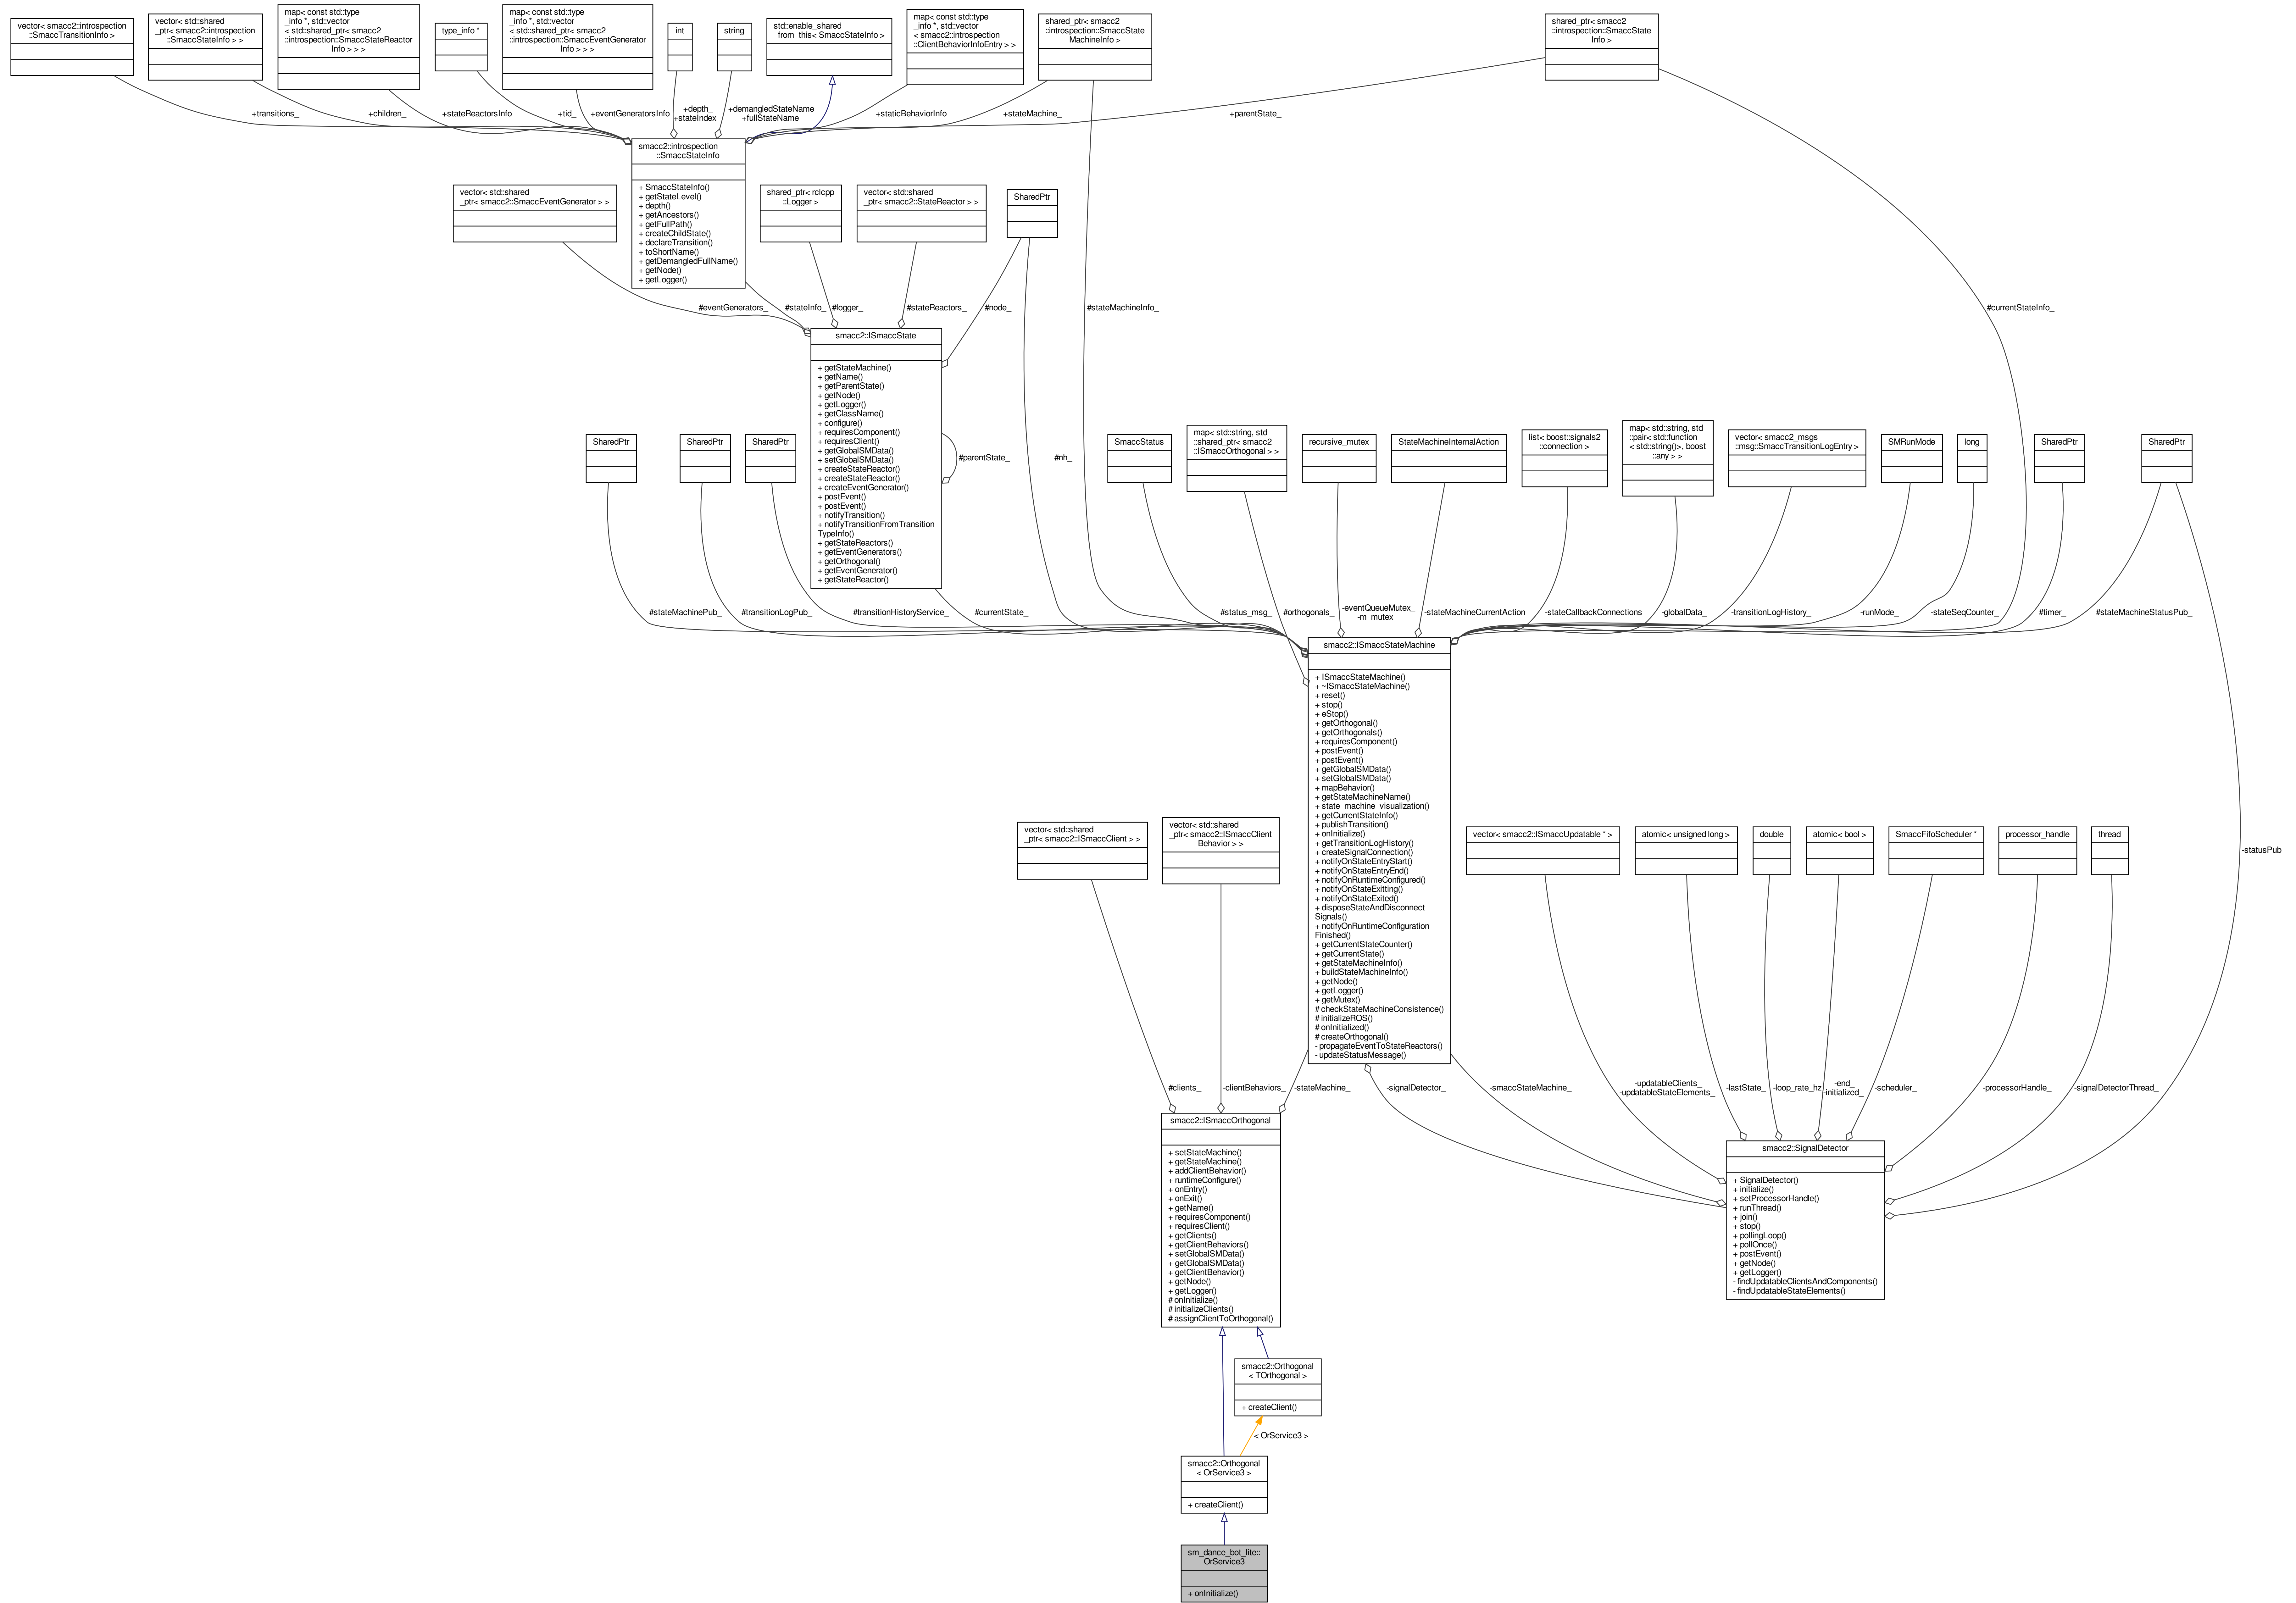 vector< smacc2::introspection
::SmaccTransitionInfo >
vector< std::shared
_ptr< smacc2::introspection
::SmaccStateInfo > >
map< const std::type
_info *, std::vector
< std::shared_ptr< smacc2
::introspection::SmaccStateReactor
Info > > >
type_info *
map< const std::type
_info *, std::vector
< std::shared_ptr< smacc2
::introspection::SmaccEventGenerator
Info > > >
int
string
std::enable_shared
_from_this< SmaccStateInfo >
map< const std::type
_info *, std::vector
< smacc2::introspection
::ClientBehaviorInfoEntry > >
shared_ptr< smacc2
::introspection::SmaccState
MachineInfo >
shared_ptr< smacc2
::introspection::SmaccState
Info >
+transitions_
+children_
+stateReactorsInfo
+tid_
+eventGeneratorsInfo
+depth_
+stateIndex_
+demangledStateName
+fullStateName
+staticBehaviorInfo
+stateMachine_
+parentState_
smacc2::introspection
::SmaccStateInfo
+ SmaccStateInfo()
+ getStateLevel()
+ depth()
+ getAncestors()
+ getFullPath()
+ createChildState()
+ declareTransition()
+ toShortName()
+ getDemangledFullName()
+ getNode()
+ getLogger()
vector< std::shared
_ptr< smacc2::SmaccEventGenerator > >
shared_ptr< rclcpp
::Logger >
vector< std::shared
_ptr< smacc2::StateReactor > >
SharedPtr
#eventGenerators_
#stateInfo_
#logger_
#stateReactors_
#node_
#stateMachineInfo_
#currentStateInfo_
smacc2::ISmaccState
+ getStateMachine()
+ getName()
+ getParentState()
+ getNode()
+ getLogger()
+ getClassName()
+ configure()
+ requiresComponent()
+ requiresClient()
+ getGlobalSMData()
+ setGlobalSMData()
+ createStateReactor()
+ createStateReactor()
+ createEventGenerator()
+ postEvent()
+ postEvent()
+ notifyTransition()
+ notifyTransitionFromTransition
TypeInfo()
+ getStateReactors()
+ getEventGenerators()
+ getOrthogonal()
+ getEventGenerator()
+ getStateReactor()
#parentState_
#nh_
SharedPtr
SharedPtr
SharedPtr
SmaccStatus
map< std::string, std
::shared_ptr< smacc2
::ISmaccOrthogonal > >
recursive_mutex
StateMachineInternalAction
list< boost::signals2
::connection >
map< std::string, std
::pair< std::function
< std::string()>, boost
::any > >
vector< smacc2_msgs
::msg::SmaccTransitionLogEntry >
SMRunMode
long
SharedPtr
SharedPtr
#stateMachinePub_
#transitionLogPub_
#transitionHistoryService_
#currentState_
#status_msg_
#orthogonals_
-eventQueueMutex_
-m_mutex_
-stateMachineCurrentAction
-stateCallbackConnections
-globalData_
-transitionLogHistory_
-runMode_
-stateSeqCounter_
#timer_
#stateMachineStatusPub_
smacc2::ISmaccStateMachine
+ ISmaccStateMachine()
+ ~ISmaccStateMachine()
+ reset()
+ stop()
+ eStop()
+ getOrthogonal()
+ getOrthogonals()
+ requiresComponent()
+ postEvent()
+ postEvent()
+ getGlobalSMData()
+ setGlobalSMData()
+ mapBehavior()
+ getStateMachineName()
+ state_machine_visualization()
+ getCurrentStateInfo()
+ publishTransition()
+ onInitialize()
+ getTransitionLogHistory()
+ createSignalConnection()
+ notifyOnStateEntryStart()
+ notifyOnStateEntryEnd()
+ notifyOnRuntimeConfigured()
+ notifyOnStateExitting()
+ notifyOnStateExited()
+ disposeStateAndDisconnect
Signals()
+ notifyOnRuntimeConfiguration
Finished()
+ getCurrentStateCounter()
+ getCurrentState()
+ getStateMachineInfo()
+ buildStateMachineInfo()
+ getNode()
+ getLogger()
+ getMutex()
# checkStateMachineConsistence()
# initializeROS()
# onInitialized()
# createOrthogonal()
- propagateEventToStateReactors()
- updateStatusMessage()
vector< std::shared
_ptr< smacc2::ISmaccClient > >
vector< std::shared
_ptr< smacc2::ISmaccClient
Behavior > >
vector< smacc2::ISmaccUpdatable * >
atomic< unsigned long >
double
atomic< bool >
SmaccFifoScheduler *
processor_handle
thread
-statusPub_
#clients_
-clientBehaviors_
-stateMachine_
-signalDetector_
-smaccStateMachine_
-updatableClients_
-updatableStateElements_
-lastState_
-loop_rate_hz
-end_
-initialized_
-scheduler_
-processorHandle_
-signalDetectorThread_
smacc2::ISmaccOrthogonal
+ setStateMachine()
+ getStateMachine()
+ addClientBehavior()
+ runtimeConfigure()
+ onEntry()
+ onExit()
+ getName()
+ requiresComponent()
+ requiresClient()
+ getClients()
+ getClientBehaviors()
+ setGlobalSMData()
+ getGlobalSMData()
+ getClientBehavior()
+ getNode()
+ getLogger()
# onInitialize()
# initializeClients()
# assignClientToOrthogonal()
smacc2::SignalDetector
+ SignalDetector()
+ initialize()
+ setProcessorHandle()
+ runThread()
+ join()
+ stop()
+ pollingLoop()
+ pollOnce()
+ postEvent()
+ getNode()
+ getLogger()
- findUpdatableClientsAndComponents()
- findUpdatableStateElements()
smacc2::Orthogonal
< TOrthogonal >
+ createClient()
< OrService3 >
smacc2::Orthogonal
< OrService3 >
+ createClient()
sm_dance_bot_lite::
OrService3
+ onInitialize()